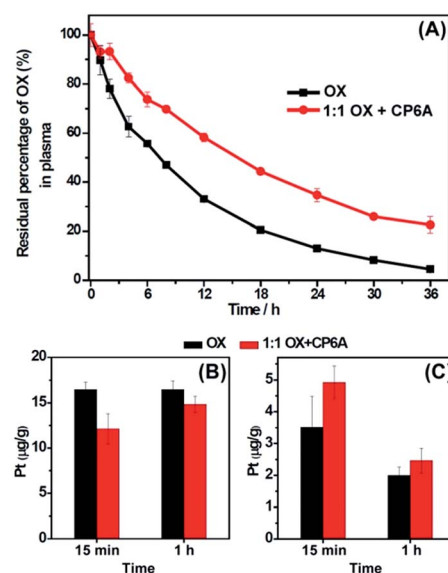 (A)
Residual percentage of OX (%)
in plasma
100
80
60
40
20
0
OX
1:1 OX + CP6A
0 6 12 18 24 30 36
Time / h
OX 1:1 OX+CP6A
(B)
Pt (μg/g)
20
15
10
5
0
15 min 1 h
Time
(C)
Pt (μg/g)
6
5
4
3
2
1
0
15 min 1 h
Time